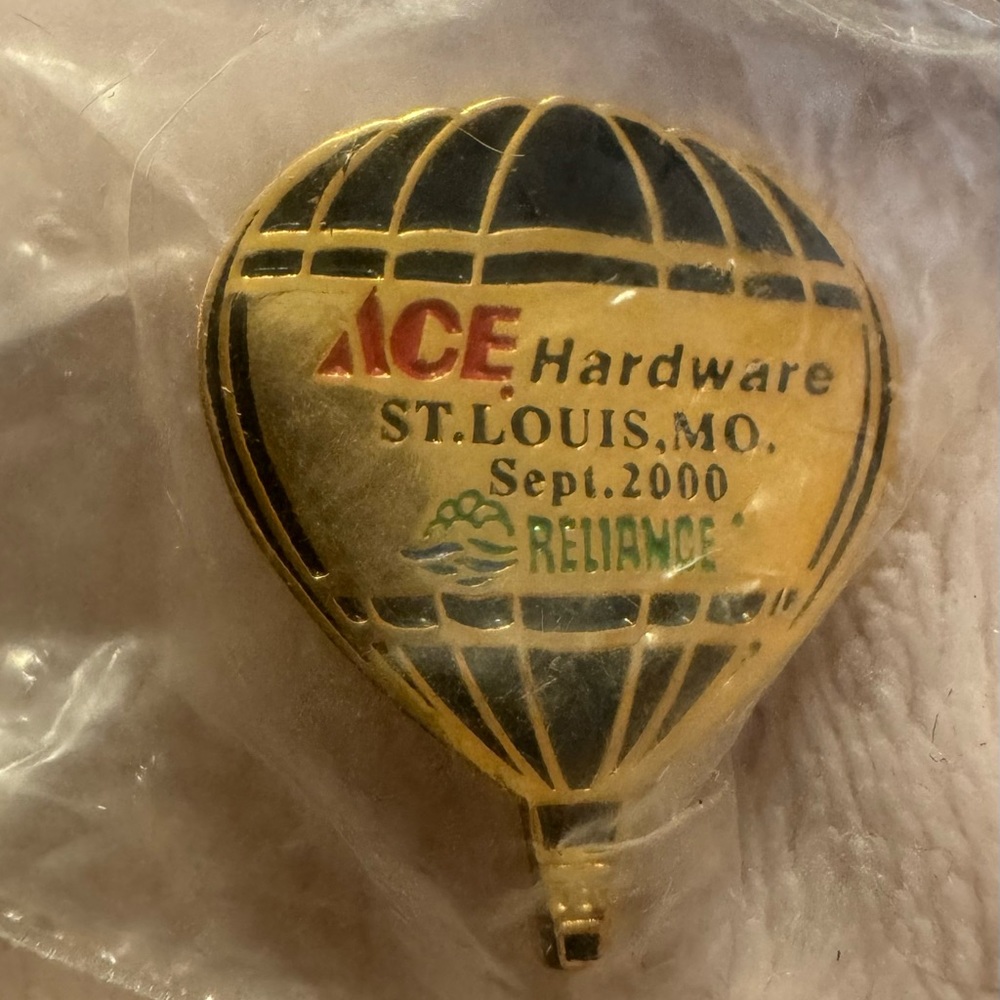 ACE Hardware
ST.LOUIS,MO.
Sept.2000
RELIANCE